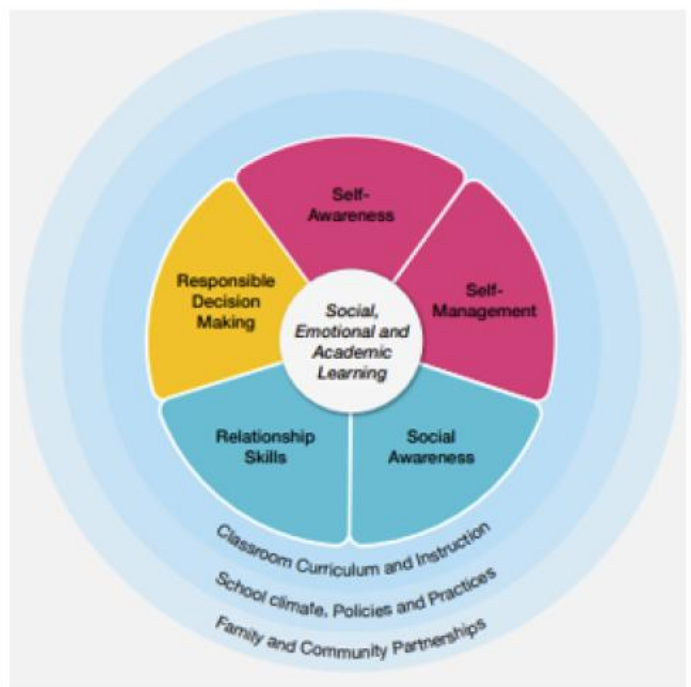 Self-
Awareness
Self-
Management
Responsible
Decision
Making
Social,
Emotional and
Academic
Learning
Relationship
Skills
Social
Awareness
Classroom Curriculum and Instruction
School climate, Policies and Practices
Family and Community Partnerships